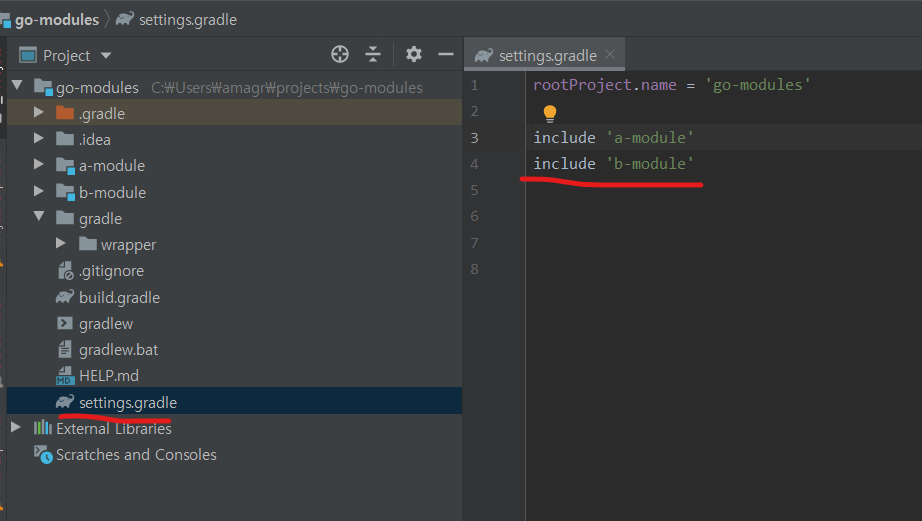 go-modules settings.gradle
Project
settings.gradle
go-modules C:₩Users₩amagr₩projects₩go-modules
.gradle
.idea
a-module
b-module
gradle
wrapper
.gitignore
build.gradle
gradlew
gradlew.bat
MD HELP.md
settings.gradle
External Libraries
Scratches and Consoles
1 rootProject.name = 'go-modules'
2
3 include 'a-module'
4 include 'b-module'
5
6
7
8